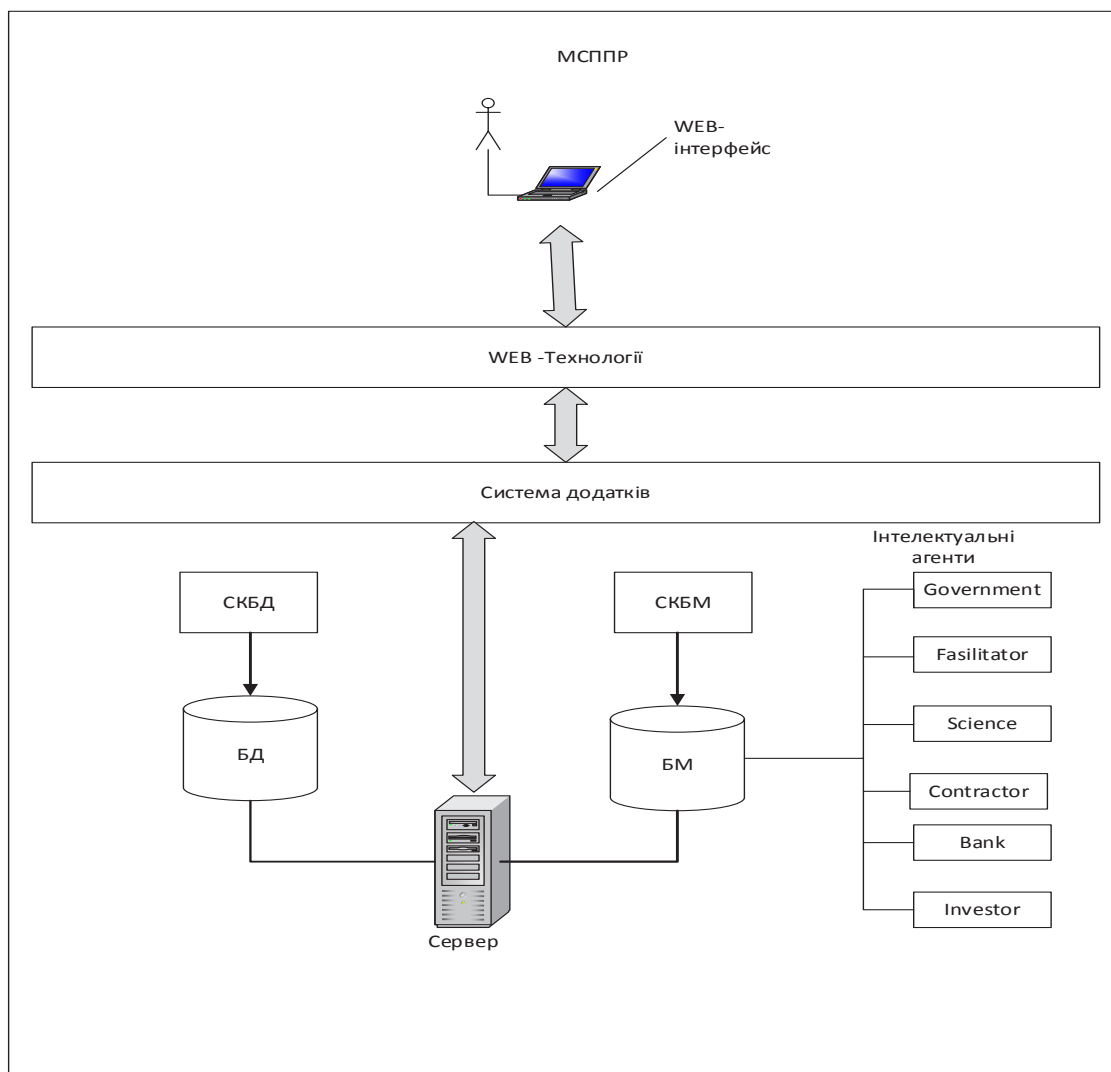 МСППР
WEB-
інтерфейс
WEB -Технології
Система додатків
Інтелектуальні
агенти
СКБД
СКБМ
Government
Fasilitator
Science
БД
БМ
Contractor
Bank
Investor
Сервер